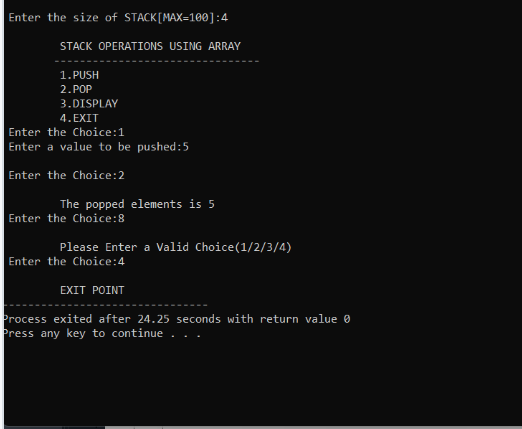 Enter the size of STACK[MAX=100]:4
STACK OPERATIONS USING ARRAY
--------------------------------
1.PUSH
2.POP
3.DISPLAY
4.EXIT
Enter the Choice:1
Enter a value to be pushed:5
Enter the Choice:2
The popped elements is 5
Enter the Choice:8
Please Enter a Valid Choice(1/2/3/4)
Enter the Choice:4
EXIT POINT
--------------------------------
Process exited after 24.25 seconds with return value 0
Press any key to continue . . .